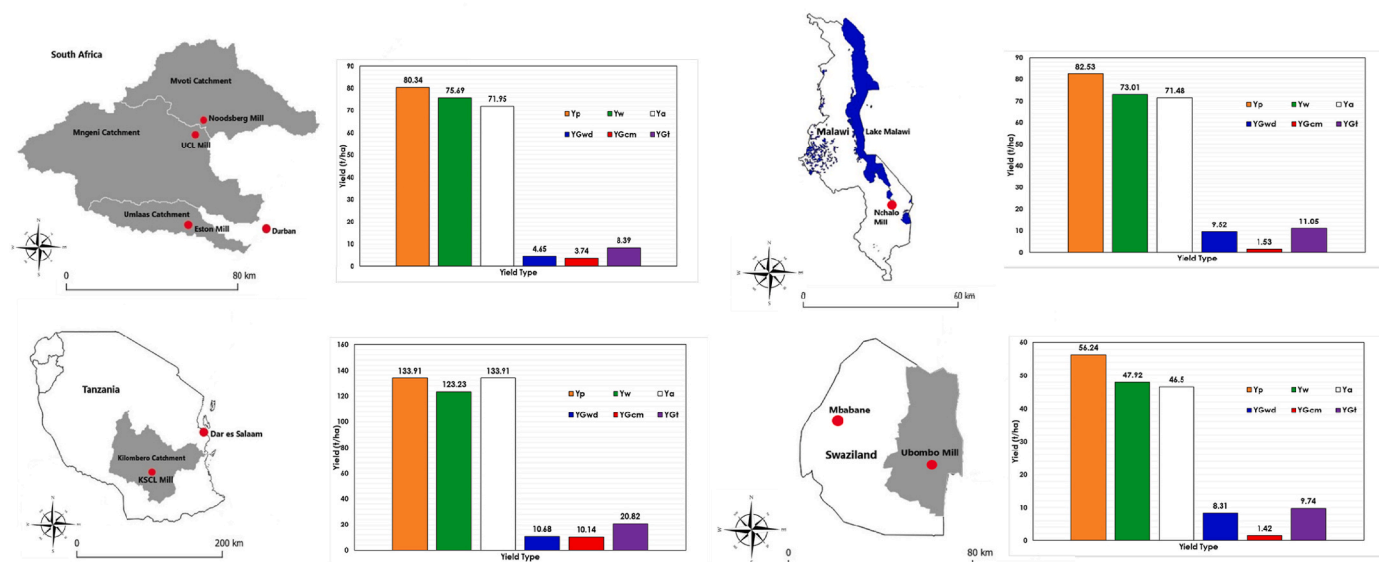 South Africa
Mvoti Catchment
Noodsberg Mill
Mngeni Catchment
UCL Mill
Umlaas Catchment
Eston Mill
Durban
N
E
S
W
0 80 km
Yield (t/ha)
90
80
70
60
50
40
30
20
10
0
80.34
75.69
71.95
4.65
3.74
8.39
Yp Yw Ya
YGwd YGcm YGt
Yield Type
Malawi
Lake Malawi
Nchalo
Mill
N
E
S
W
0 60 km
Yield (t/ha)
90
80
70
60
50
40
30
20
10
0
82.53
73.01
71.48
9.52
1.53
11.05
Yp Yw Ya
YGwd YGcm YGt
Yield Type
Tanzania
Dar es Salaam
Kilombero Catchment
KSCL Mill
N
E
S
W
0 200 km
Yield (t/ha)
160
140
120
100
80
60
40
20
0
133.91
123.23
133.91
10.68
10.14
20.82
Yp Yw Ya
YGwd YGcm YGt
Yield Type
Mbabane
Swaziland
Ubombo Mill
N
E
S
W
0 80 km
Yield (t/ha)
60
50
40
30
20
10
0
56.24
47.92
46.5
8.31
1.42
9.74
Yp Yw Ya
YGwd YGcm YGt
Yield Type